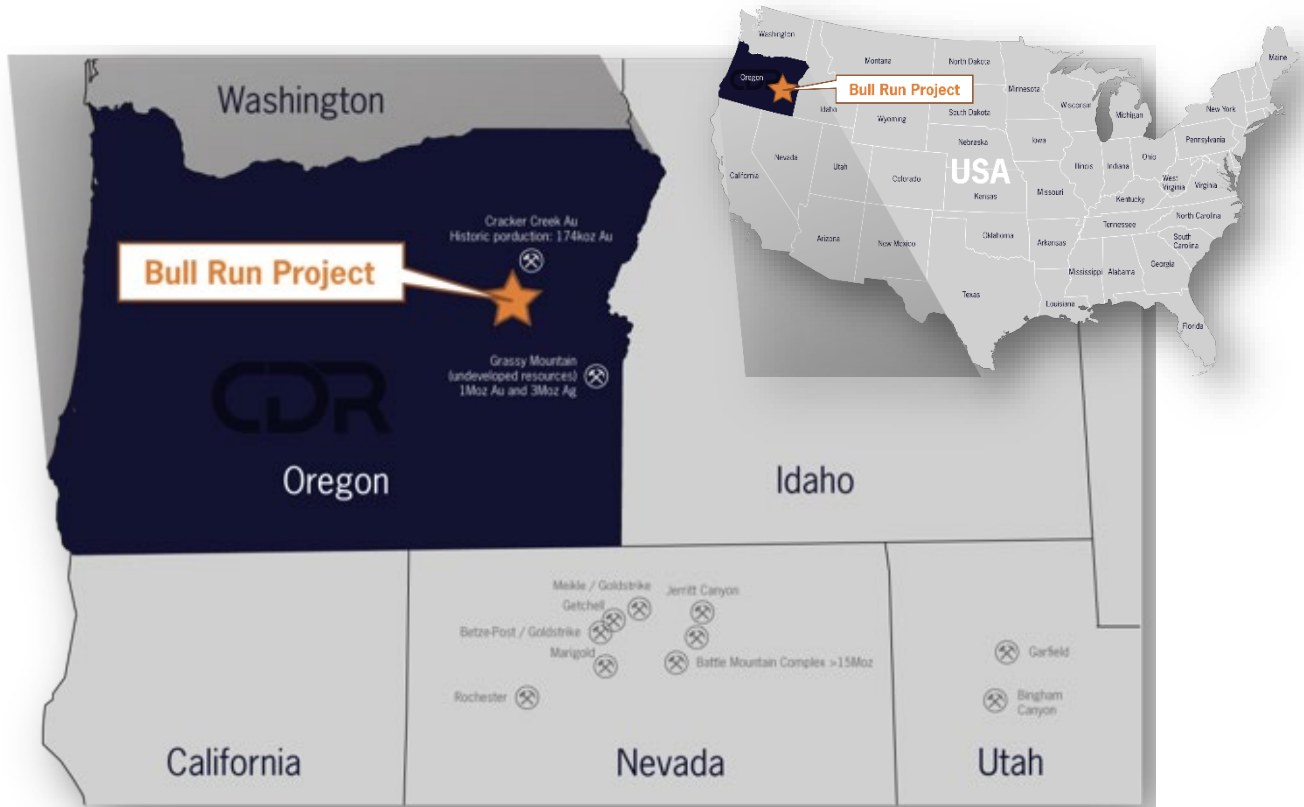 Washington
Cracker Creek Au
Historic porduction: 174koz Au
Bull Run Project
Grassy Mountain
(undeveloped resources)
1Moz Au and 3Moz Ag
CDR
Oregon
Idaho
Meikle / Goldstrike
Jerritt Canyon
Getchell
Betze-Post / Goldstrike
Marigold
Battle Mountain Complex >15Moz
Rochester
Garfield
Bingham
Canyon
California
Nevada
Utah
Washington
Oregon
CDR
Bull Run Project
Montana
North Dakota
Minnesota
Maine
Idaho
Wyoming
South Dakota
Wisconsin
Michigan
New York
Nebraska
Iowa
Pennsylvania
Nevada
Utah
Colorado
USA
Kansas
Missouri
Illinois
Indiana
Ohio
West
Virginia
Virginia
Kentucky
California
Arizona
New Mexico
Oklahoma
Arkansas
Tennessee
North Carolina
South
Carolina
Texas
Louisiana
Mississippi
Alabama
Georgia
Florida